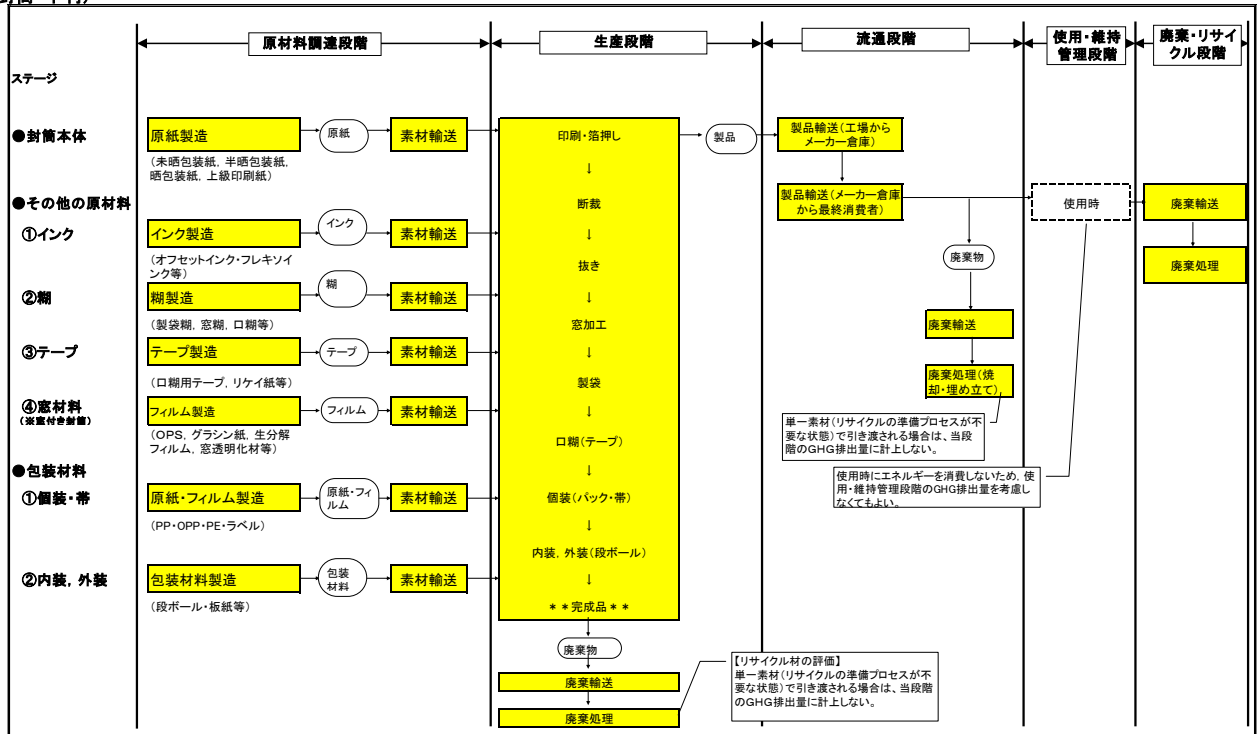 原材料調達段階
生産段階
流通段階
使用・維持
管理段階
廃棄・リサイ
クル段階
ステージ
●封筒本体
原紙製造
原紙
素材輸送
(未晒包装紙，半晒包装紙，
晒包装紙，上級印刷紙)
●その他の原材料
①インク
インク製造
インク
素材輸送
(オフセットインク・フレキソイ
ンク等)
②糊
糊製造
糊
素材輸送
(製袋糊，窓糊，口糊等)
③テープ
テープ製造
テープ
素材輸送
(口糊用テープ，リケイ紙等)
④窓材料
(※窓付き封筒)
フィルム製造
フィルム
素材輸送
(OPS，グラシン紙，生分解
フィルム，窓透明化材等)
●包装材料
①個装・帯
原紙・フィルム製造
原紙・フィ
ルム
素材輸送
(PP・OPP・PE・ラベル)
②内装，外装
包装材料製造
包装
材料
素材輸送
(段ボール・板紙等)
印刷・箔押し
↓
断裁
↓
抜き
↓
窓加工
↓
製袋
↓
口糊(テープ)
↓
個装(パック・帯)
↓
内装，外装(段ボール)
↓
＊＊完成品＊＊
廃棄物
廃棄輸送
廃棄処理
【リサイクル材の評価】
単一素材(リサイクルの準備プロセスが不
要な状態)で引き渡される場合は、当段階
のGHG排出量に計上しない。
製品
製品輸送(工場から
メーカー倉庫)
製品輸送(メーカー倉庫
から最終消費者)
廃棄物
廃棄輸送
廃棄処理(焼
却・埋め立て)
単一素材(リサイクルの準備プロセスが不
要な状態)で引き渡される場合は、当段
階のGHG排出量に計上しない。
使用時
使用時にエネルギーを消費しないため，使
用・維持管理段階のGHG排出量を考慮し
なくてもよい。
廃棄輸送
廃棄処理